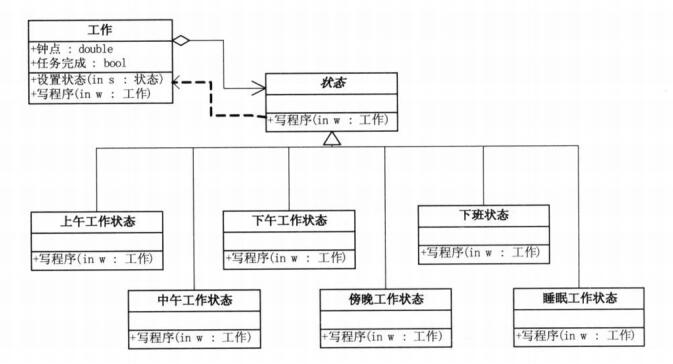 工作
+钟点 : double
+任务完成 : bool
+设置状态(in s : 状态)
+写程序(in w : 工作)
状态
+写程序(in w : 工作)
上午工作状态
+写程序(in w : 工作)
下午工作状态
+写程序(in w : 工作)
下班状态
+写程序(in w : 工作)
中午工作状态
+写程序(in w : 工作)
傍晚工作状态
+写程序(in w : 工作)
睡眠工作状态
+写程序(in w : 工作)